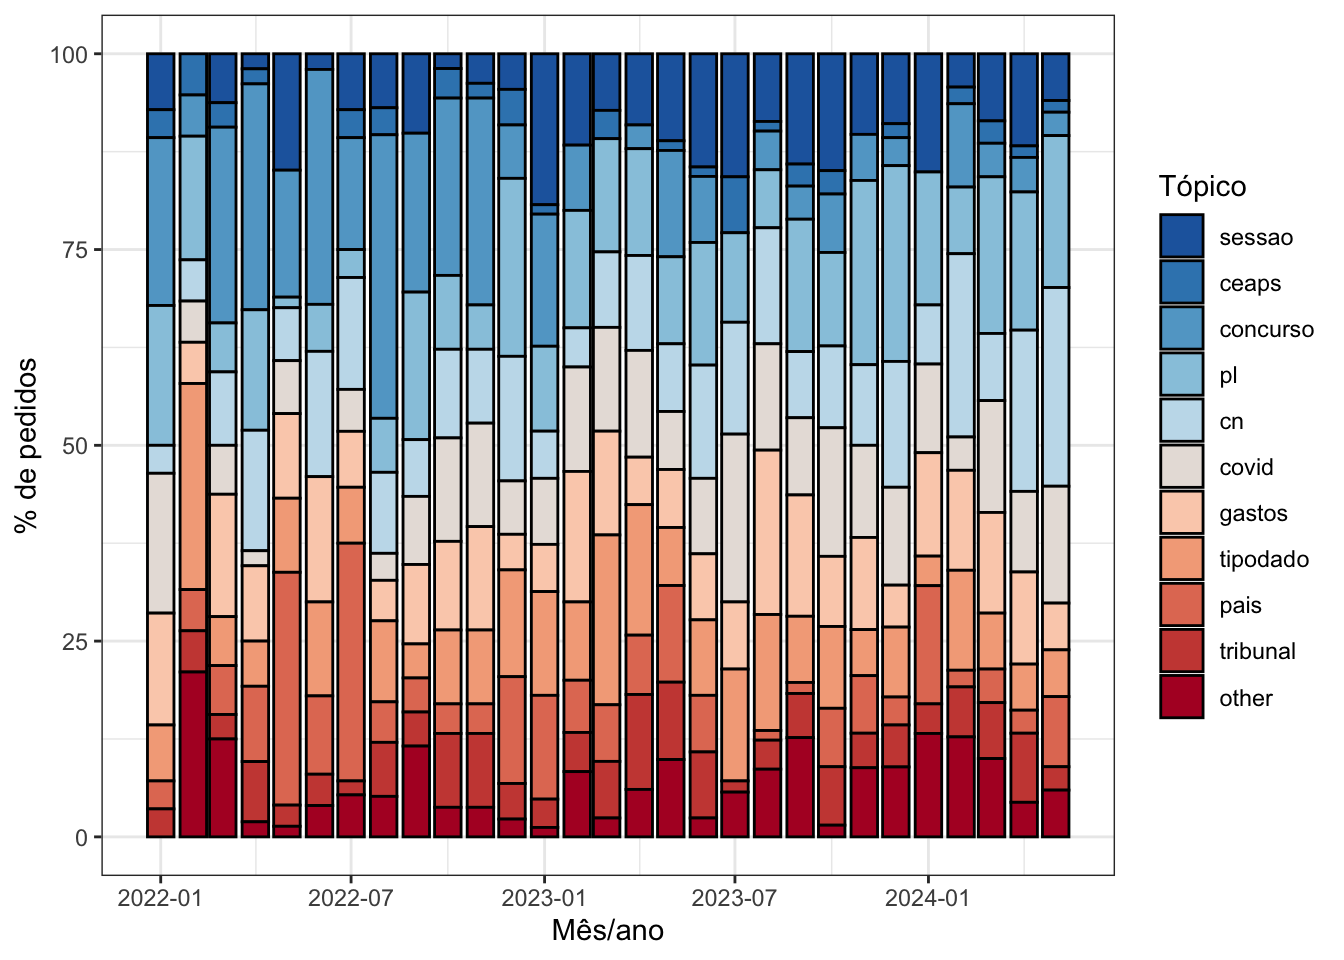 100
75
50
25
0
% de pedidos
2022-01
2022-07
2023-01
2023-07
2024-01
Mês/ano
Tópico
sessao
ceaps
concurso
pl
cn
covid
gastos
tipodado
pais
tribunal
other